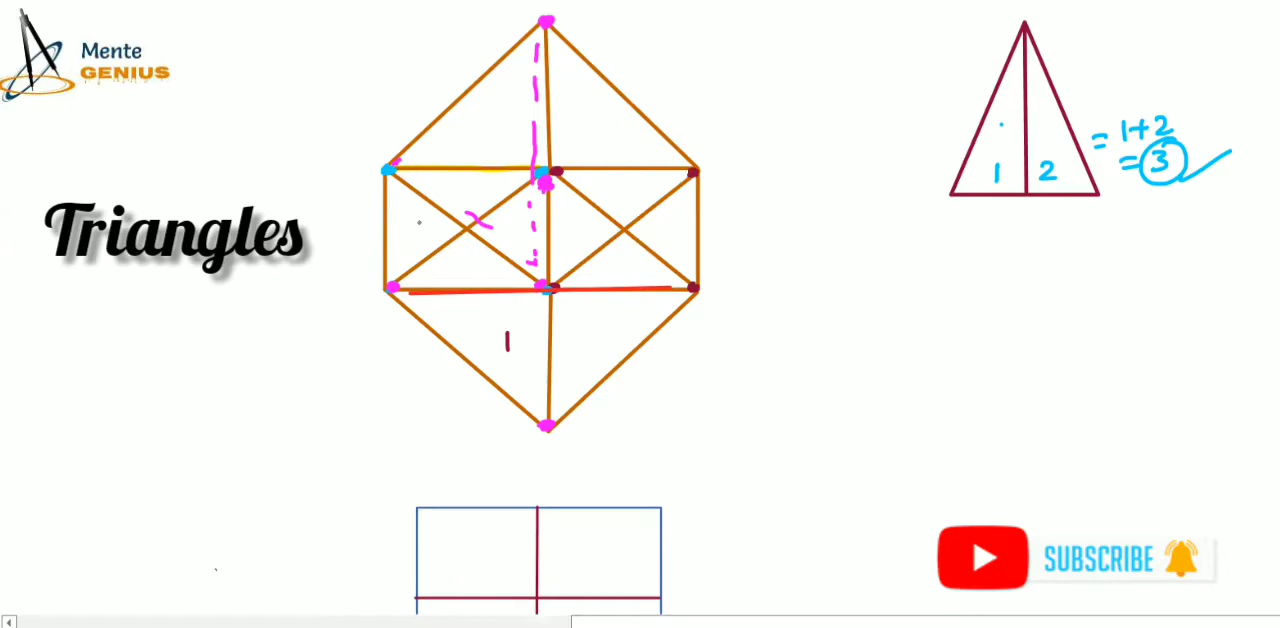 Mente
GENIUS
Triangles
1
1 2
= 1+2
= 3
SUBSCRIBE